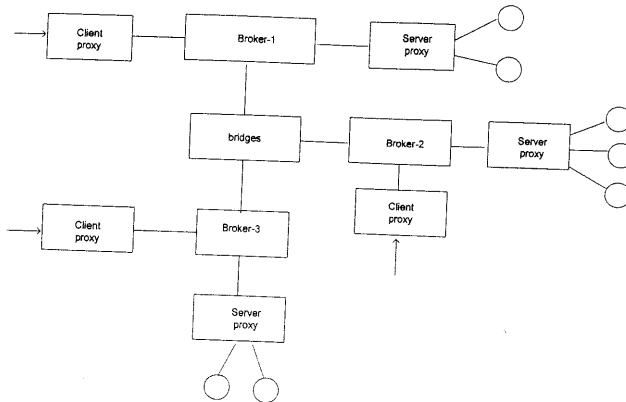 Client
proxy
Broker-1
Server
proxy
bridges
Broker-2
Server
proxy
Client
proxy
Client
proxy
Broker-3
Server
proxy